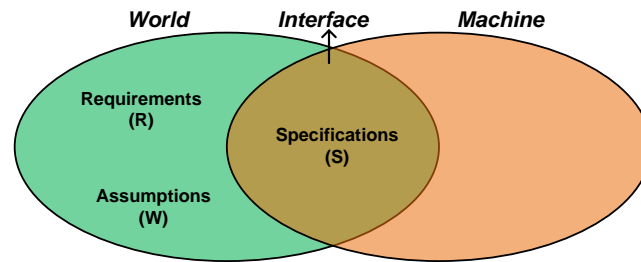 World
Interface
Machine
Requirements
(R)
Specifications
(S)
Assumptions
(W)